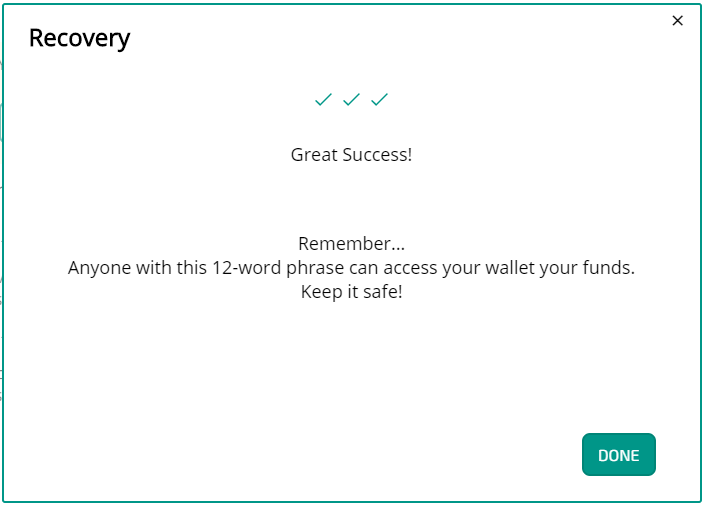 Recovery
Great Success!
Remember...
Anyone with this 12-word phrase can access your wallet your funds.
Keep it safe!
DONE